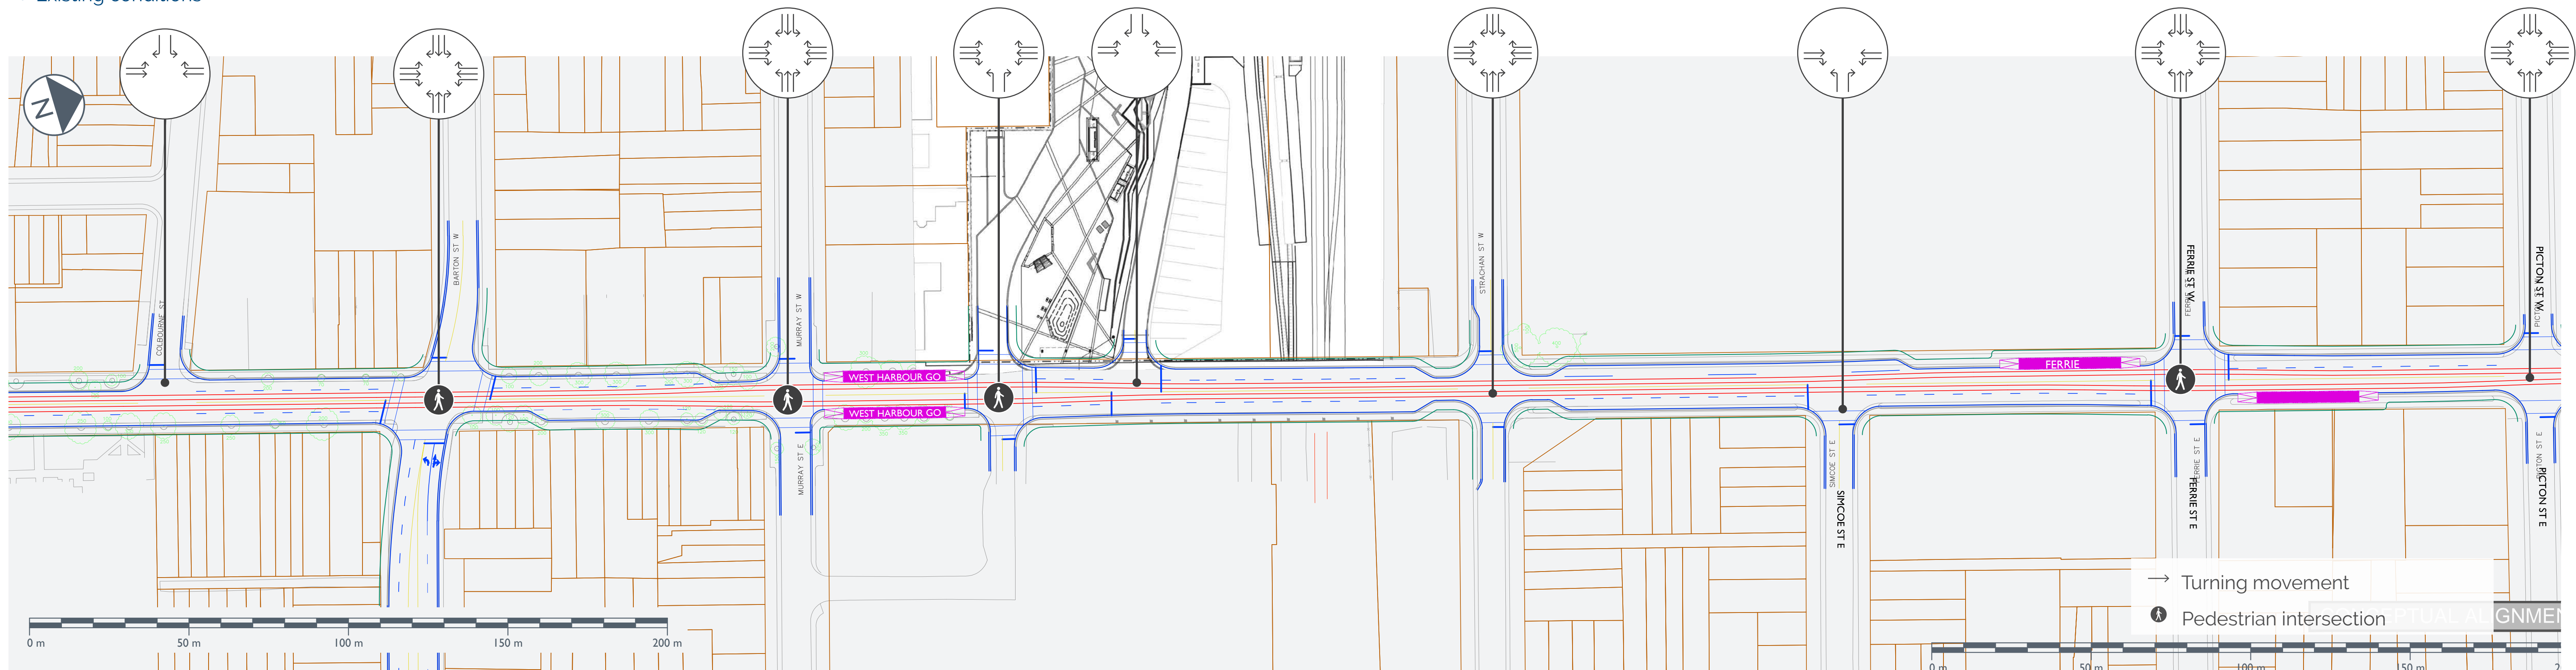 Existing conditions
N
COLBOURNE ST
BARTON ST W
MURRAY ST W
STRACHAN ST W
FERRIE ST W
PICTON ST W
WEST HARBOUR GO
WEST HARBOUR GO
FERRIE
MURRAY ST E
SIMCOE ST E
SIMCOE ST E
FERRIE ST E
FERRIE ST E
PICTON ST E
PICTON ST E
Turning movement
Pedestrian intersection
0 m 50 m 100 m 150 m 200 m
0 m 50 m 100 m 150 m